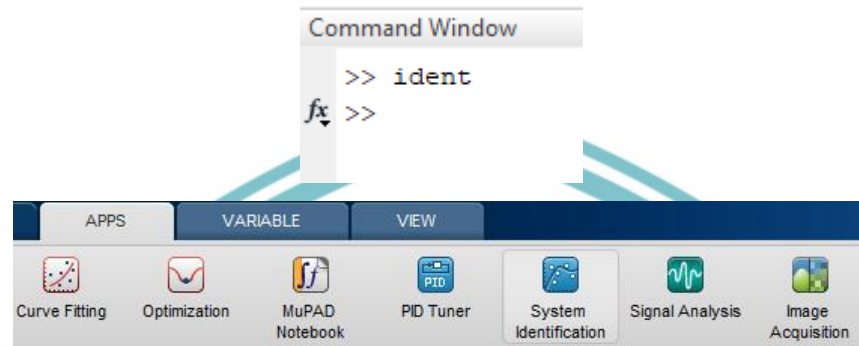 Command Window
>> ident
fx >>
APPS VARIABLE VIEW
Curve Fitting Optimization MuPAD Notebook PID Tuner System Identification Signal Analysis Image Acquisition
PID